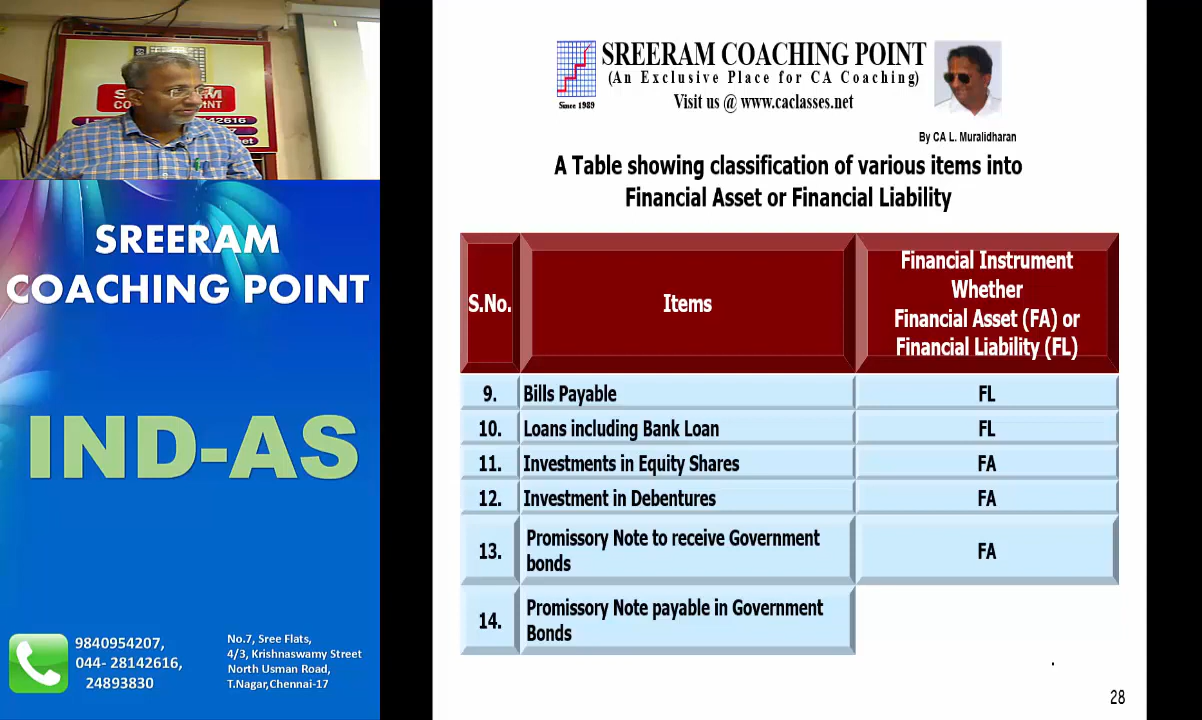 SREERAM COACHING POINT
(An Exclusive Place for CA Coaching)
Since 1989
Visit us @ www.caclasses.net
By CA L. Muralidharan
A Table showing classification of various items into
Financial Asset or Financial Liability
S.No. Items Financial Instrument
Whether
Financial Asset (FA) or
Financial Liability (FL)
9. Bills Payable FL
10. Loans including Bank Loan FL
11. Investments in Equity Shares FA
12. Investment in Debentures FA
13. Promissory Note to receive Government
bonds FA
14. Promissory Note payable in Government
Bonds
28
SREERAM
COACHING POINT
IND-AS
9840954207,
044- 28142616,
24893830
No.7, Sree Flats,
4/3, Krishnaswamy Street
North Usman Road,
T.Nagar,Chennai-17